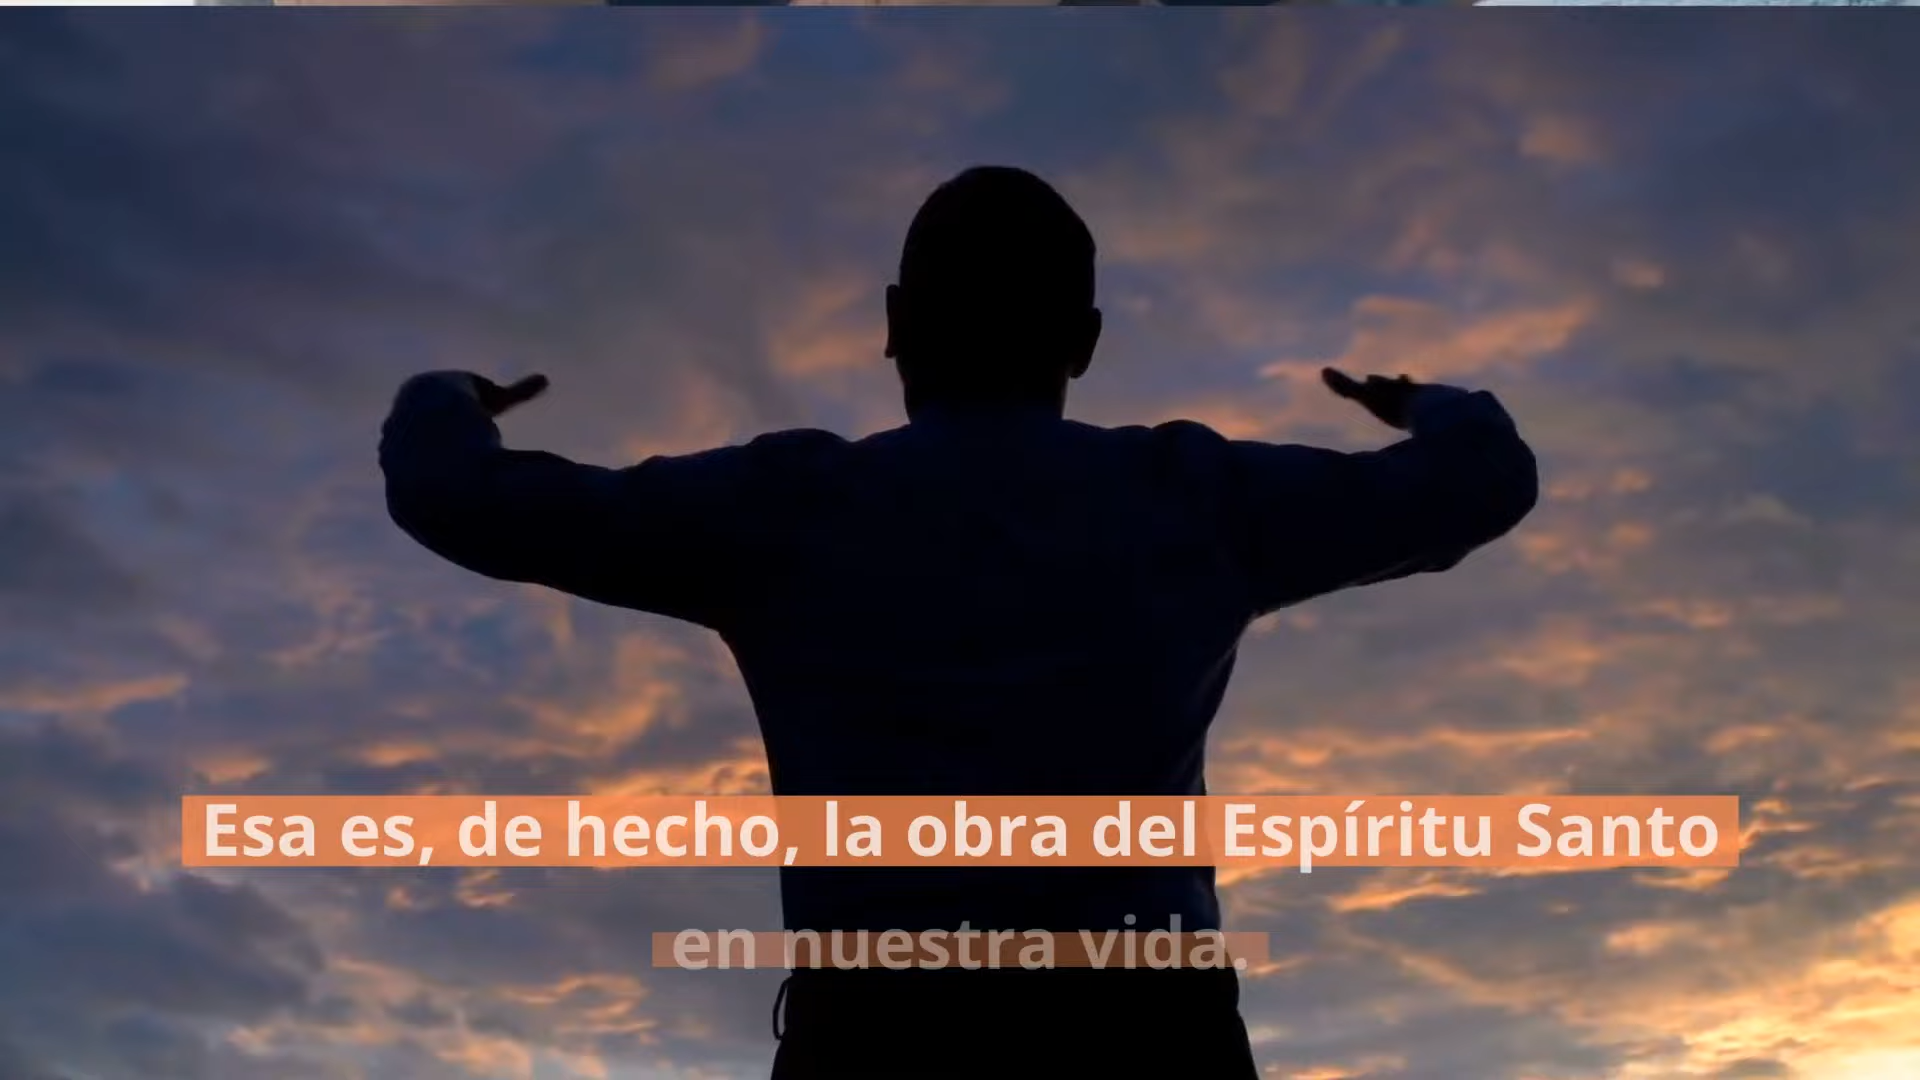 Esa es, de hecho, la obra del Espíritu Santo
en nuestra vida.